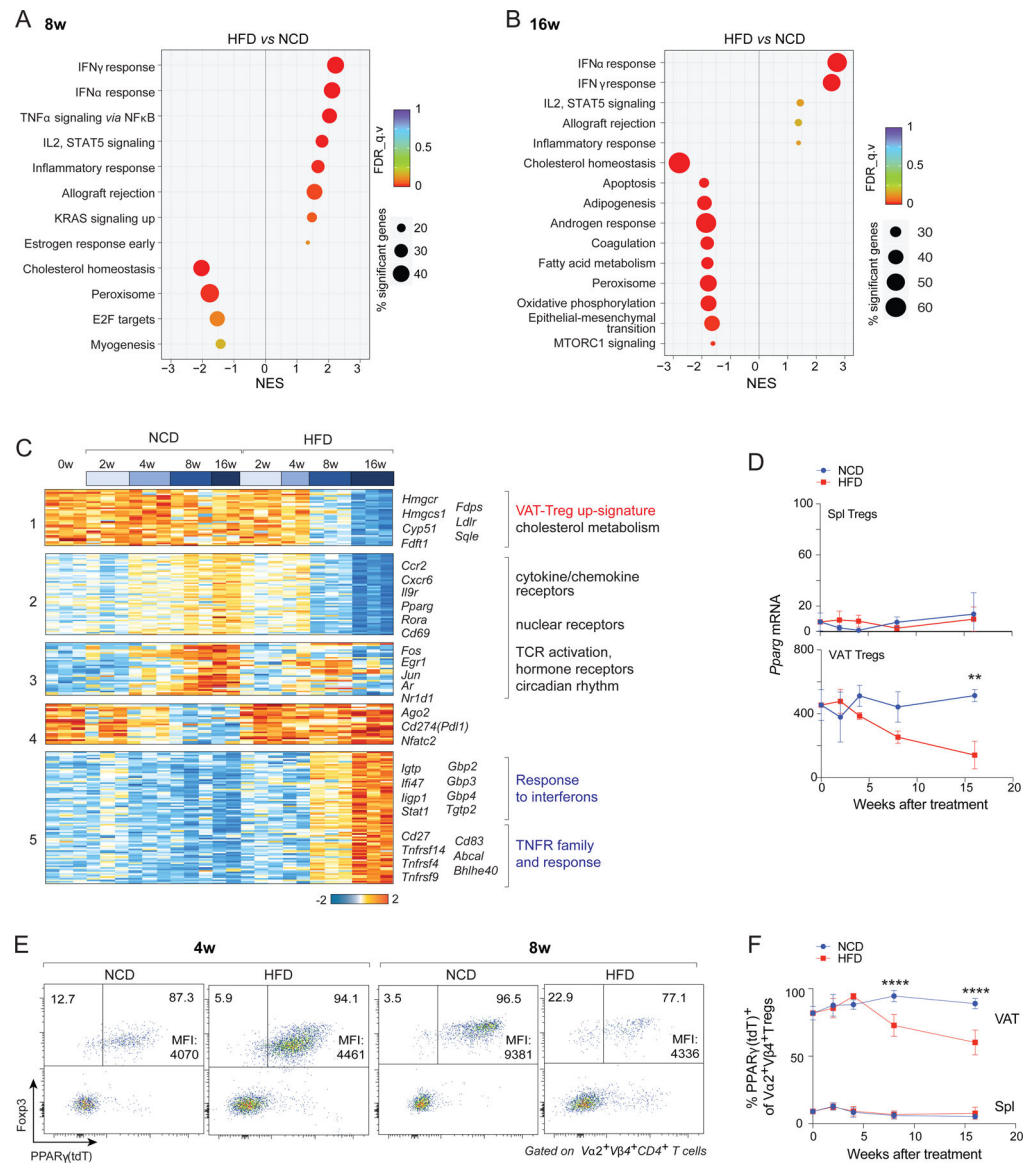 A 8w
HFD vs NCD
IFNγ response
IFNα response
TNFα signaling via NFκB
IL2, STAT5 signaling
Inflammatory response
Allograft rejection
KRAS signaling up
Estrogen response early
Cholesterol homeostasis
Peroxisome
E2F targets
Myogenesis
−3 −2 −1 0 1 2 3
NES
FDR_q.v
1
0.5
0
% significant genes
20
30
40
B 16w
HFD vs NCD
IFNα response
IFN γ response
IL2, STAT5 signaling
Allograft rejection
Inflammatory response
Cholesterol homeostasis
Apoptosis
Adipogenesis
Androgen response
Coagulation
Fatty acid metabolism
Peroxisome
Oxidative phosphorylation
Epithelial-mesenchymal
transition
MTORC1 signaling
−3 −2 −1 0 1 2 3
NES
FDR_q.v
1
0.5
0
% significant genes
30
40
50
60
C
NCD HFD
0w 2w 4w 8w 16w 2w 4w 8w 16w
1
Hmgcr
Hmgcs1
Cyp51
Fdft1
Fdps
Ldlr
Sqle
VAT-Treg up-signature
cholesterol metabolism
2
Ccr2
Cxcr6
Il9r
Pparg
Rora
Cd69
cytokine/chemokine
receptors
nuclear receptors
3
Fos
Egr1
Jun
Ar
Nr1d1
TCR activation,
hormone receptors
circadian rhythm
4
Ago2
Cd274(Pdl1)
Nfatc2
5
Igtp
Ifi47
Iigp1
Stat1
Gbp2
Gbp3
Gbp4
Tgtp2
Response
to interferons
Cd27
Tnfrsf14
Tnfrsf4
Tnfrsf9
Cd83
Abcal
Bhlhe40
TNFR family
and response
-2 2
D
NCD
HFD
Spl Tregs
100
80
60
40
20
0
Pparg mRNA
VAT Tregs
800
400
0
**
0 5 10 15 20
Weeks after treatment
E
4w 8w
NCD HFD NCD HFD
12.7 87.3 5.9 94.1 3.5 96.5 22.9 77.1
MFI: MFI: MFI: MFI:
4070 4461 9381 4336
Foxp3
PPARγ(tdT)
Gated on Vα2+Vβ4+CD4+ T cells
F
NCD
HFD
**** ****
100
50
0
% PPARγ(tdT)+
of Vα2+Vβ4+Tregs
VAT
Spl
0 5 10 15 20
Weeks after treatment